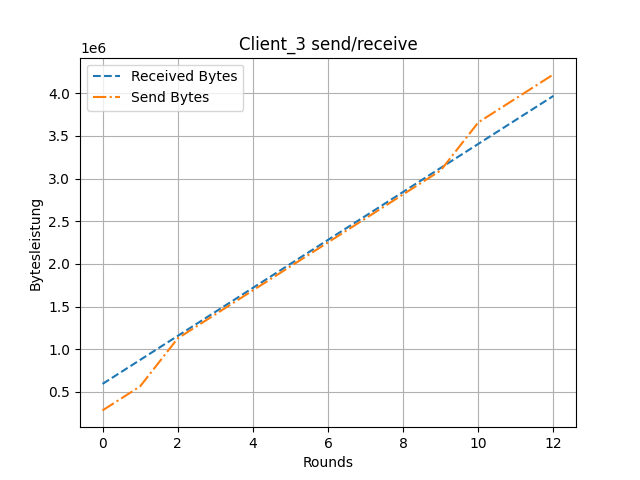 Client_3 send/receive
1e6
Received Bytes
Send Bytes
4.0
3.5
3.0
2.5
2.0
1.5
1.0
0.5
Bytesleistung
0 2 4 6 8 10 12
Rounds